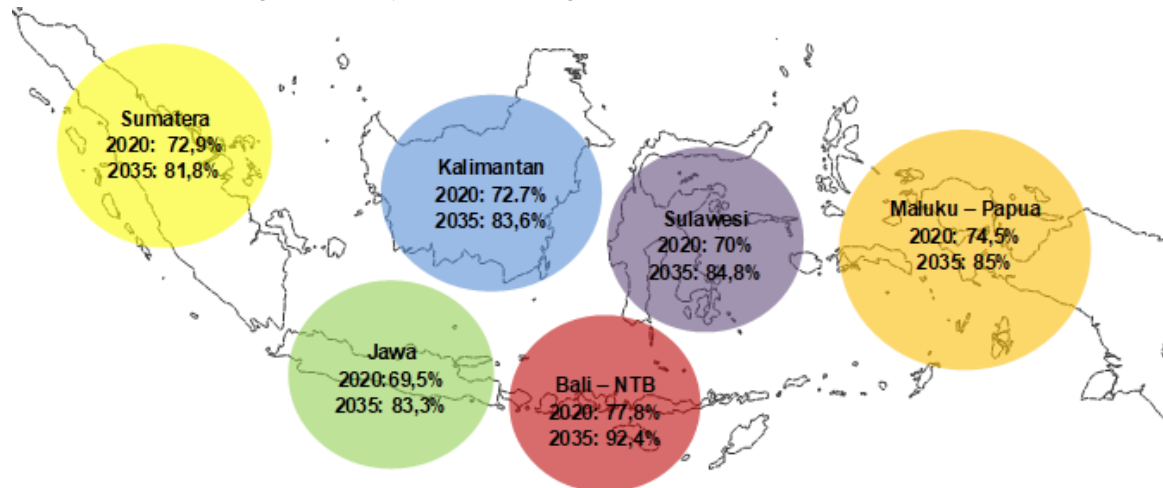 Sumatera
2020: 72,9%
2035: 81,8%
Kalimantan
2020: 72.7%
2035: 83,6%
Sulawesi
2020: 70%
2035: 84,8%
Maluku – Papua
2020: 74,5%
2035: 85%
Jawa
2020:69,5%
2035: 83,3%
Bali – NTB
2020: 77,8%
2035: 92,4%